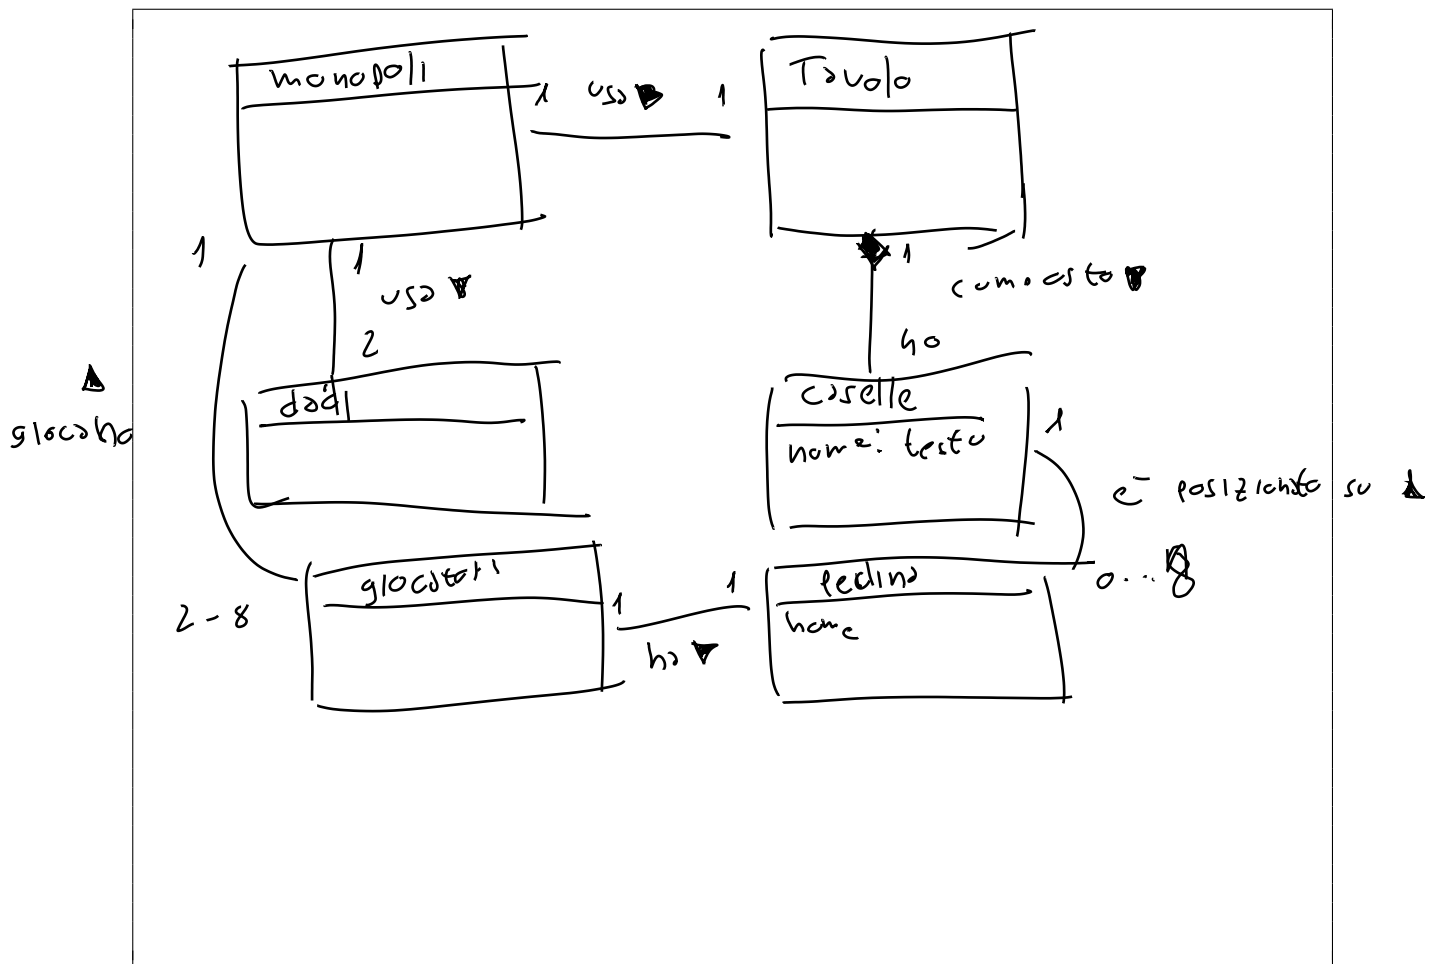 monopoli
1 usa 1
Tavolo
1
1
usa
2
1
composto
40
giocano
dadi
caselle
nome: testo
1
è posizionato su
0...8
giocatori
2-8
1 1
ha
pedina
nome